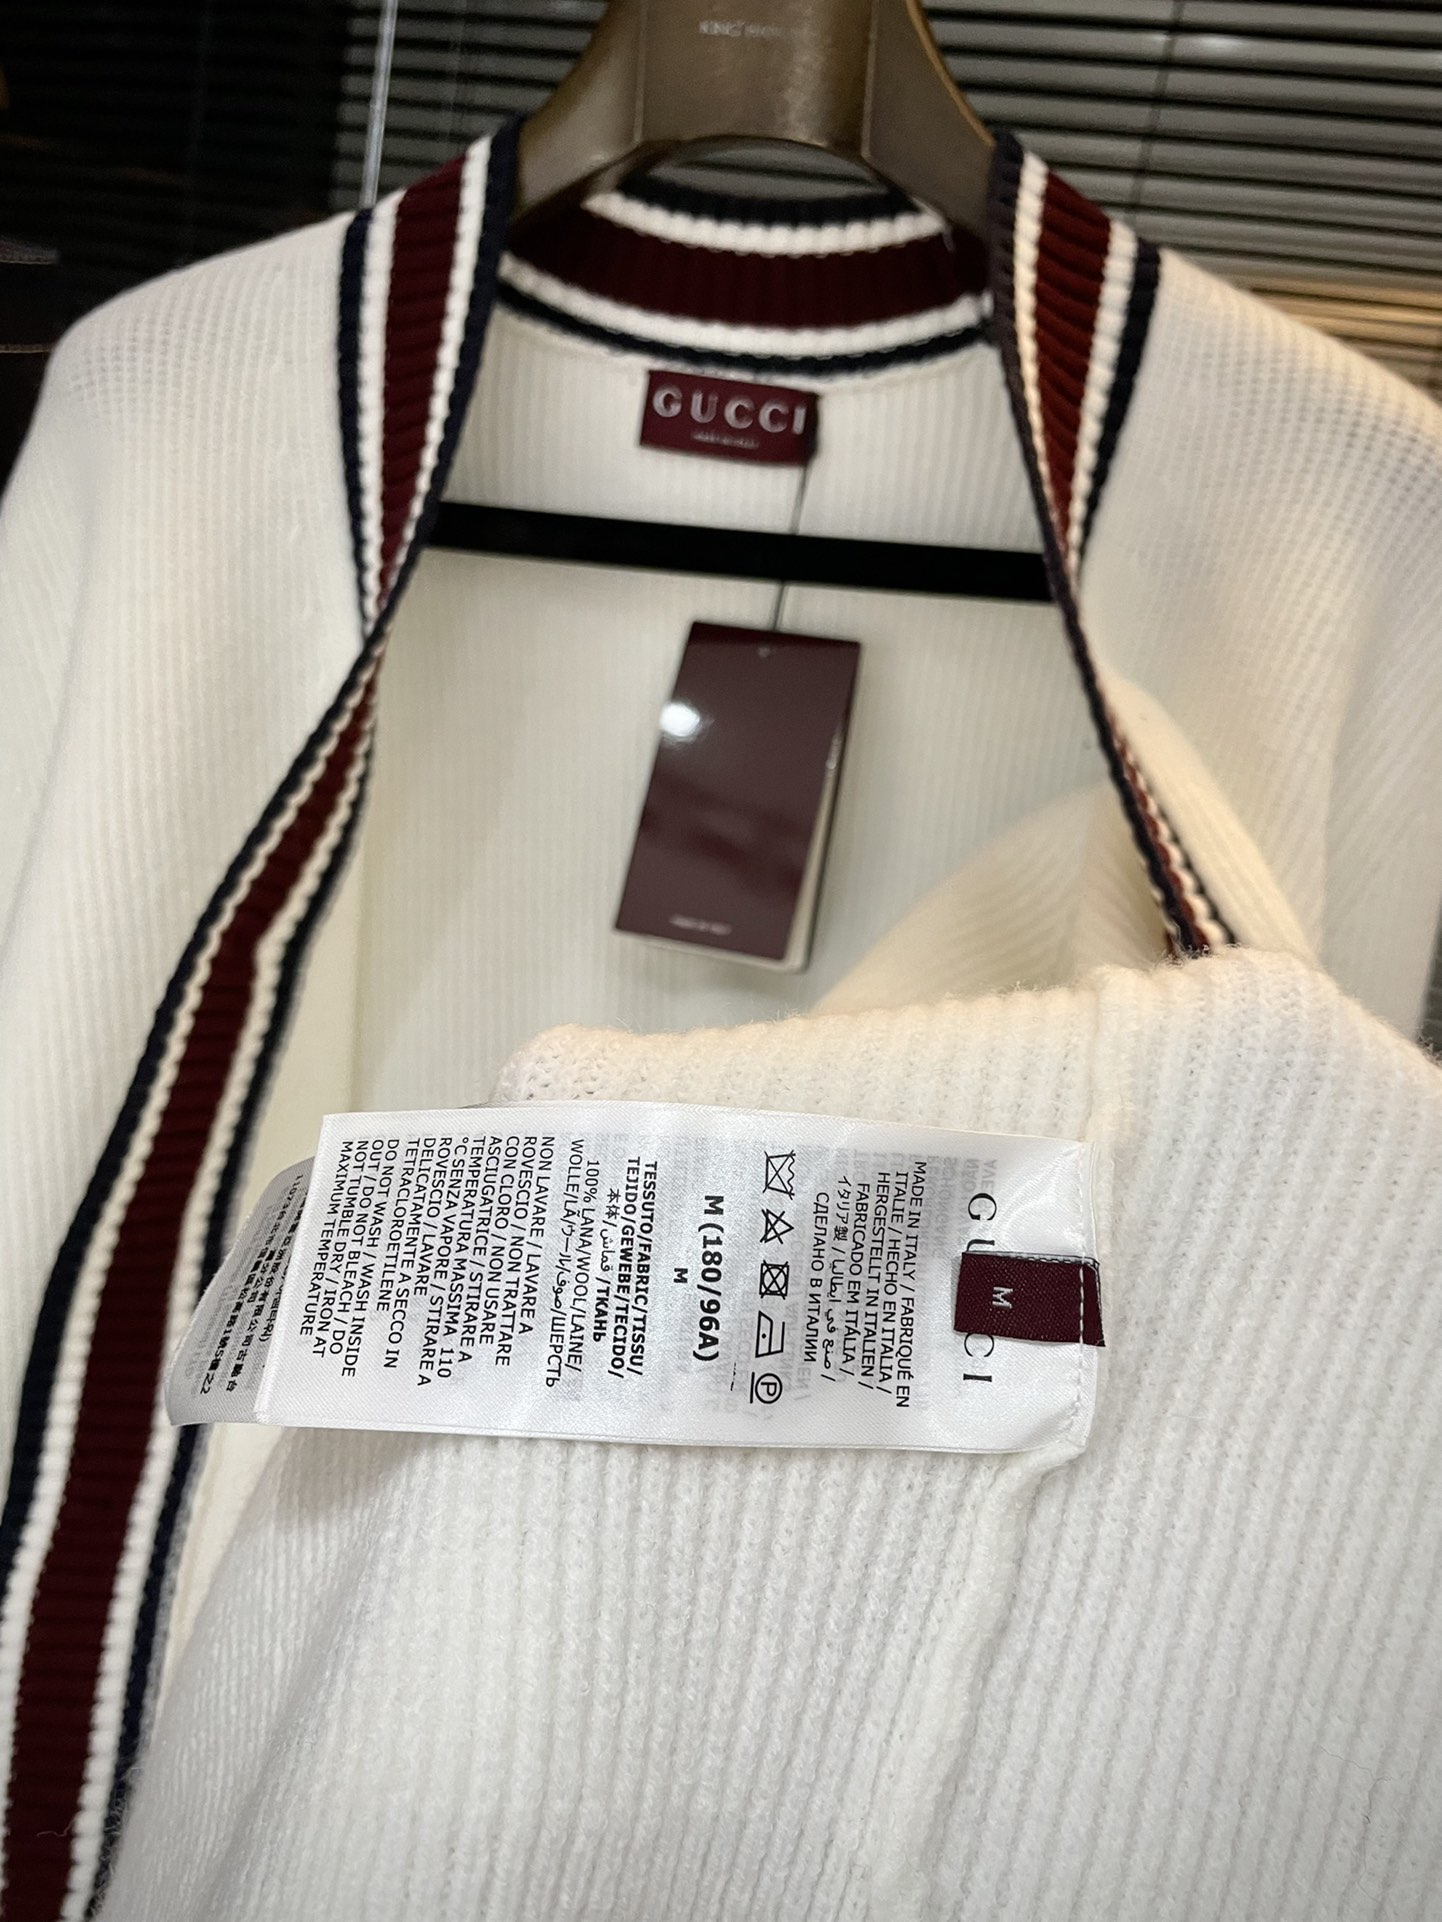 GUCCI
GUCCI
M
MADE IN ITALY / FABRIQUÉ EN
ITALIE / HECHO EN ITALIA /
HERGESTELLT IN ITALIEN /
FABRICADO EM ITÁLIA /
イタリア製 / صنع في ايطاليا /
СДЕЛАНО В ИТАЛИИ
P
M (180/96A)
M
TESSUTO/FABRIC/TISSU/
TEJIDO/GEWEBE/TECIDO/
本体/قماش/ТКАНЬ
100% LANA/WOOL/LAINE/
WOLLE/LÃ/ウール/صوف/ШЕРСТЬ
NON LAVARE / LAVARE A
ROVESCIO / NON TRATTARE
CON CLORO / NON USARE
ASCIUGATRICE / STIRARE A
TEMPERATURA MASSIMA 110
°C SENZA VAPORE / STIRARE A
ROVESCIO / LAVARE
DELICATAMENTE A SECCO IN
TETRACLOROETILENE
DO NOT WASH / WASH INSIDE
OUT / DO NOT BLEACH / DO
NOT TUMBLE DRY / IRON AT
MAXIMUM TEMPERATURE